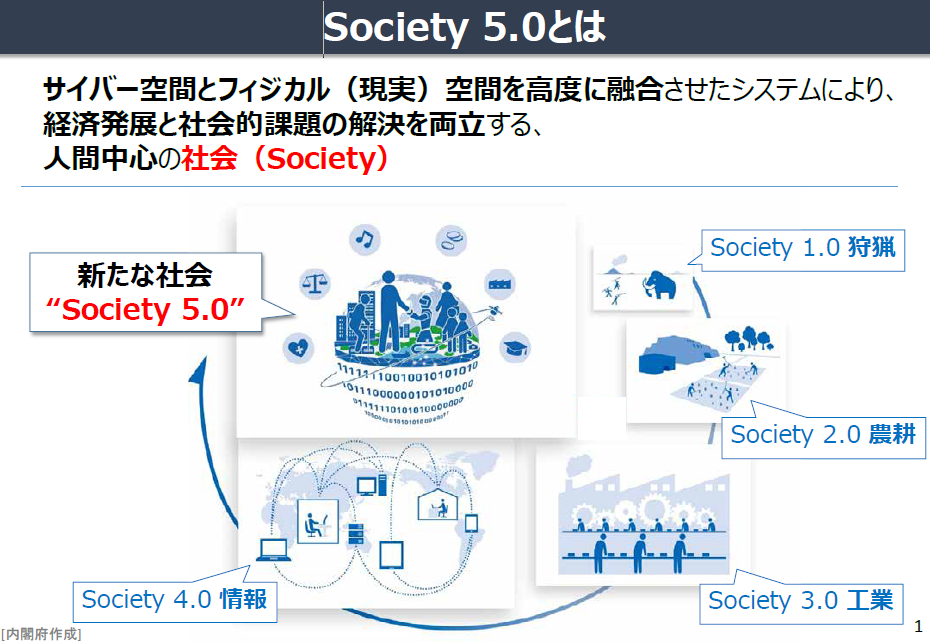 Society 5.0とは
サイバー空間とフィジカル（現実）空間を高度に融合させたシステムにより、
経済発展と社会的課題の解決を両立する、
人間中心の社会（Society）
新たな社会
“Society 5.0”
Society 1.0 狩猟
Society 2.0 農耕
Society 3.0 工業
Society 4.0 情報
1111110010010101010
1110000001010101000
1111110101010000
[内閣府作成]
1